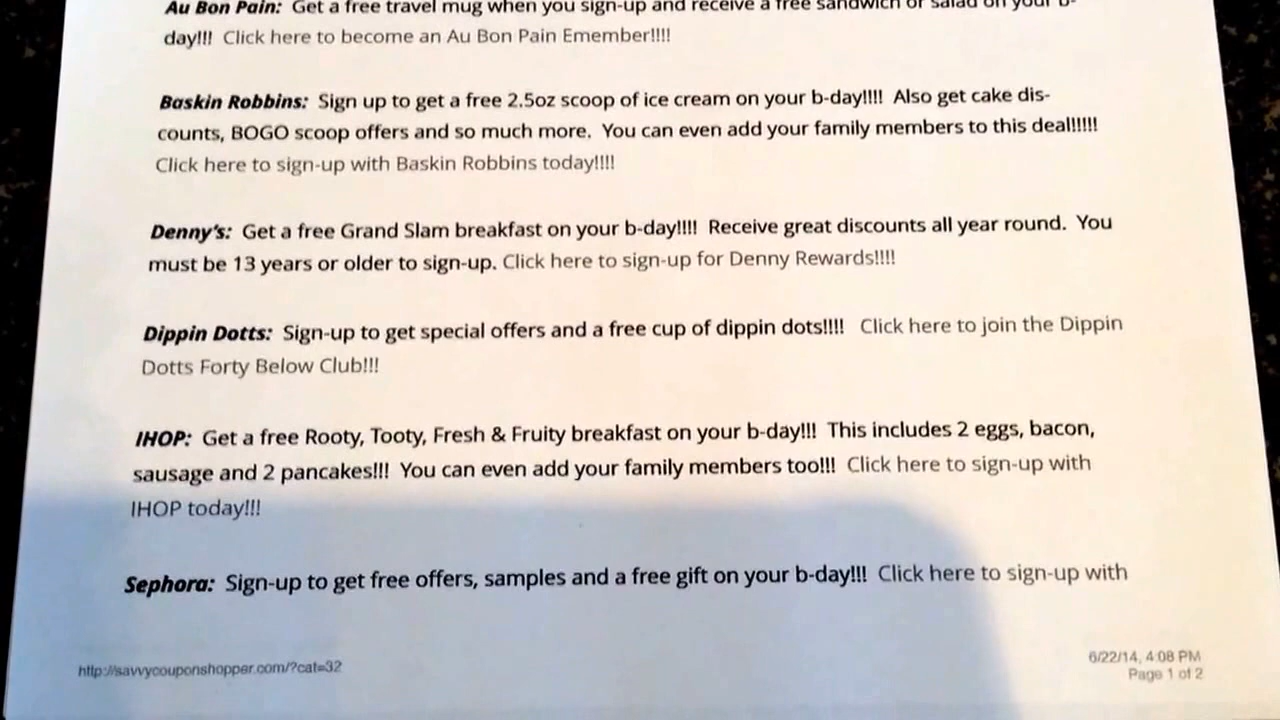 Au Bon Pain: Get a free travel mug when you sign-up and receive a free sandwich or salad on your b-
day!!! Click here to become an Au Bon Pain Emember!!!!
Baskin Robbins: Sign up to get a free 2.5oz scoop of ice cream on your b-day!!!! Also get cake dis-
counts, BOGO scoop offers and so much more. You can even add your family members to this deal!!!!!
Click here to sign-up with Baskin Robbins today!!!!
Denny's: Get a free Grand Slam breakfast on your b-day!!!! Receive great discounts all year round. You
must be 13 years or older to sign-up. Click here to sign-up for Denny Rewards!!!!
Dippin Dotts: Sign-up to get special offers and a free cup of dippin dots!!!! Click here to join the Dippin
Dotts Forty Below Club!!!
IHOP: Get a free Rooty, Tooty, Fresh & Fruity breakfast on your b-day!!! This includes 2 eggs, bacon,
sausage and 2 pancakes!!! You can even add your family members too!!! Click here to sign-up with
IHOP today!!!
Sephora: Sign-up to get free offers, samples and a free gift on your b-day!!! Click here to sign-up with
http://savvycouponshopper.com/?cat=32
6/22/14, 4:08 PM
Page 1 of 2